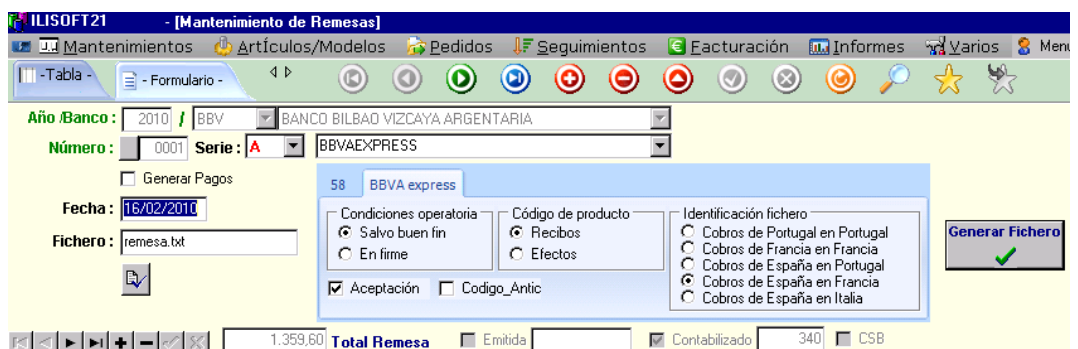 ILISOFT21 - [Mantenimiento de Remesas]
Mantenimientos Artículos/Modelos Pedidos Seguimientos Facturación Informes Varios Menu
-Tabla - - Formulario -
Año /Banco : 2010 / BBV BANCO BILBAO VIZCAYA ARGENTARIA
Número : 0001 Serie : A BBVAEXPRESS
Generar Pagos
58 BBVA express
Fecha : 16/02/2010
Condiciones operatoria Código de producto Identificación fichero
Salvo buen fin Recibos Cobros de Portugal en Portugal
Cobros de Francia en Francia
En firme Efectos Cobros de España en Portugal
Cobros de España en Francia
Cobros de España en Italia
Fichero : remesa.txt
Generar Fichero
Aceptación Codigo_Antic
1.359,60 Total Remesa Emitida Contabilizado 340 CSB